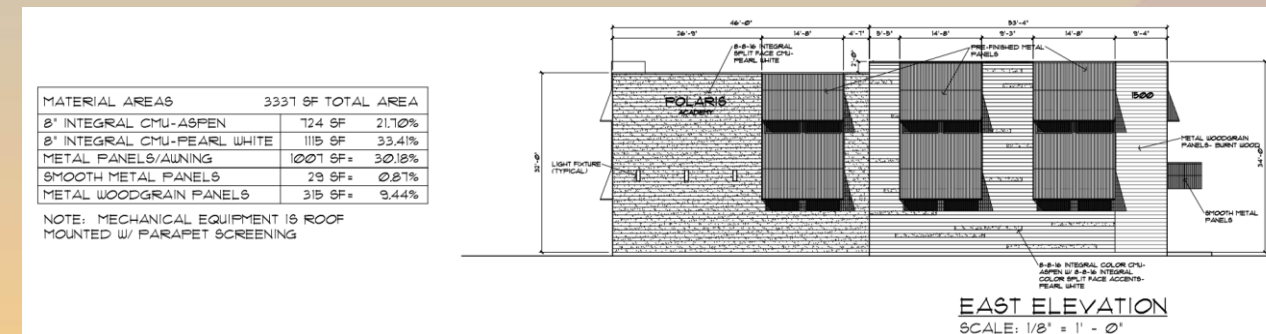 MATERIAL AREAS 3337 SF TOTAL AREA
8" INTEGRAL CMU-ASPEN 724 SF 21.70%
8" INTEGRAL CMU-PEARL WHITE 1115 SF 33.41%
METAL PANELS/AWNING 1007 SF= 30.18%
SMOOTH METAL PANELS 29 SF= 0.87%
METAL WOODGRAIN PANELS 315 SF= 9.44%
NOTE: MECHANICAL EQUIPMENT IS ROOF
MOUNTED W/ PARAPET SCREENING
46'-0" 53'-4"
26'-9" 14'-8" 4'-7" 5'-5" 14'-8" 9'-3" 14'-8" 9'-4"
8-8-16 INTEGRAL
SPLIT FACE CMU-
PEARL WHITE
PRE-FINISHED METAL
PANELS
2'-0"
POLARIS
ACADEMY
1500
32'-0"
LIGHT FIXTURE
(TYPICAL)
METAL WOODGRAIN
PANELS- BURNT WOOD
34'-0"
SMOOTH METAL
PANELS
8-8-16 INTEGRAL COLOR CMU-
ASPEN W/ 8-8-16 INTEGRAL
COLOR SPLIT FACE ACCENTS-
PEARL WHITE
EAST ELEVATION
SCALE: 1/8" = 1' - 0"